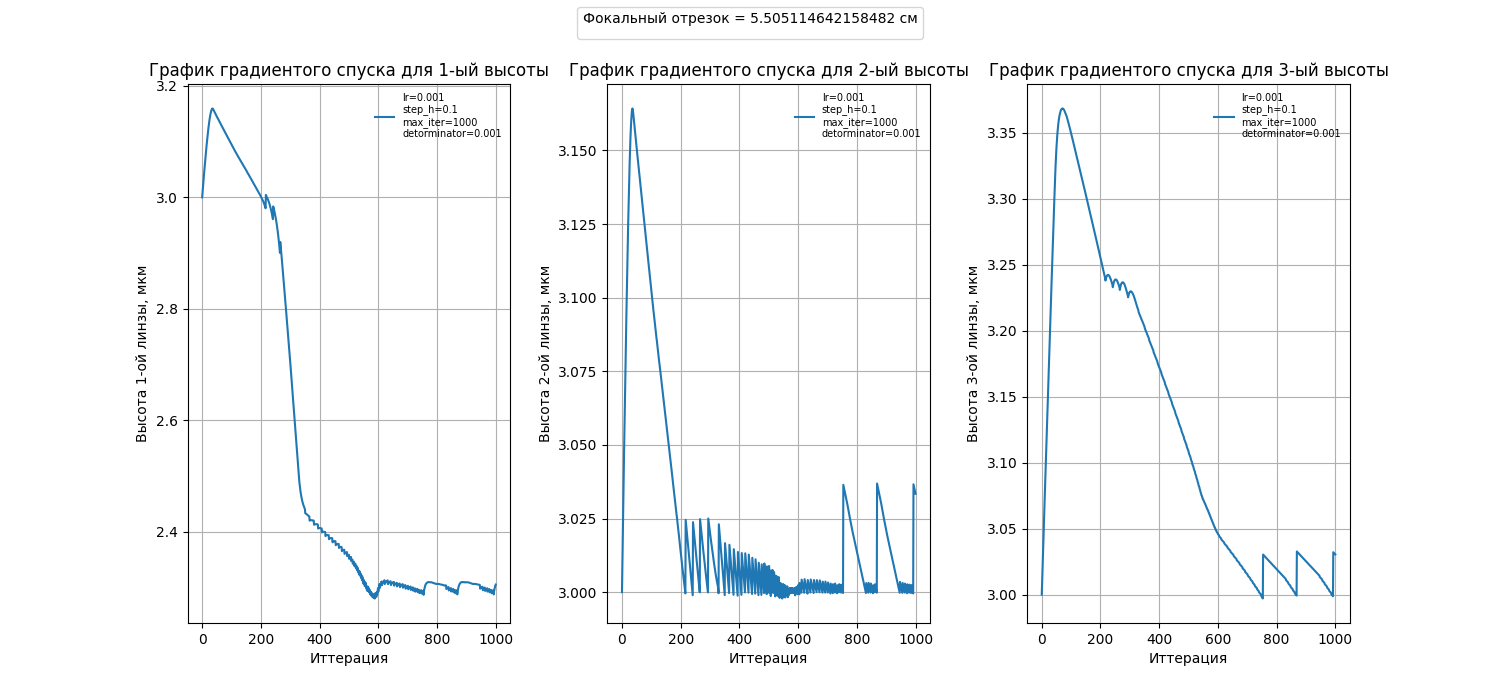 Фокальный отрезок = 5.505114642158482 см
График градиентого спуска для 1-ый высоты
График градиентого спуска для 2-ый высоты
График градиентого спуска для 3-ый высоты
lr=0.001
step_h=0.1
max_iter=1000
detorminator=0.001
lr=0.001
step_h=0.1
max_iter=1000
detorminator=0.001
lr=0.001
step_h=0.1
max_iter=1000
detorminator=0.001
Высота 1-ой линзы, мкм
3.2
3.0
2.8
2.6
2.4
0 200 400 600 800 1000
Иттерация
Высота 2-ой линзы, мкм
3.150
3.125
3.100
3.075
3.050
3.025
3.000
0 200 400 600 800 1000
Иттерация
Высота 3-ой линзы, мкм
3.35
3.30
3.25
3.20
3.15
3.10
3.05
3.00
0 200 400 600 800 1000
Иттерация